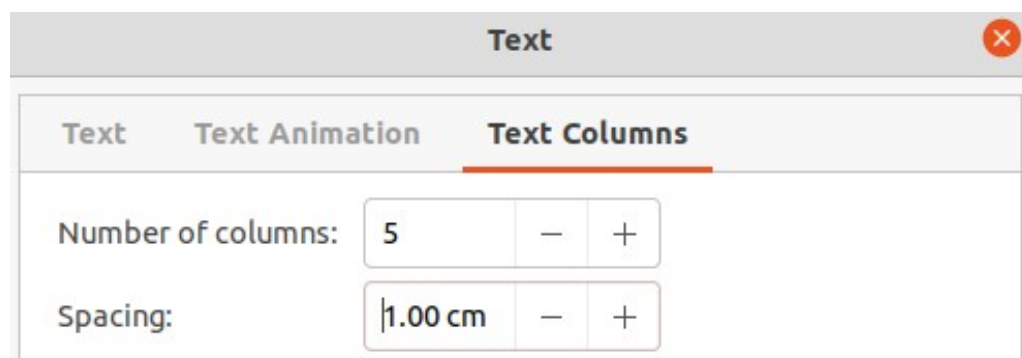 Text
Text Text Animation Text Columns
Number of columns: 5
Spacing: 1.00 cm